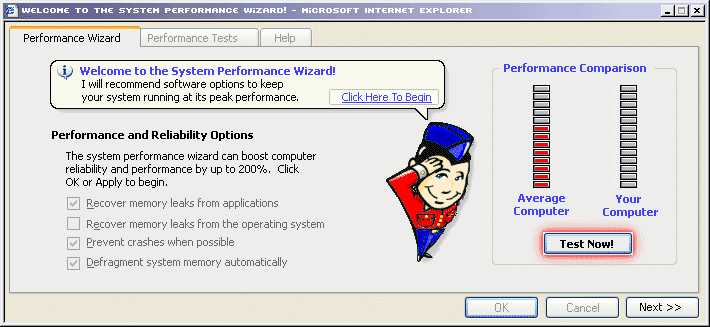 WELCOME TO THE SYSTEM PERFORMANCE WIZARD! - MICROSOFT INTERNET EXPLORER
Performance Wizard
Performance Tests
Help
Welcome to the System Performance Wizard!
I will recommend software options to keep
your system running at its peak performance.
Click Here To Begin
Performance and Reliability Options
The system performance wizard can boost computer
reliability and performance by up to 200%. Click
OK or Apply to begin.
Recover memory leaks from applications
Recover memory leaks from the operating system
Prevent crashes when possible
Defragment system memory automatically
Performance Comparison
Average
Computer
Your
Computer
Test Now!
OK
Cancel
Next >>